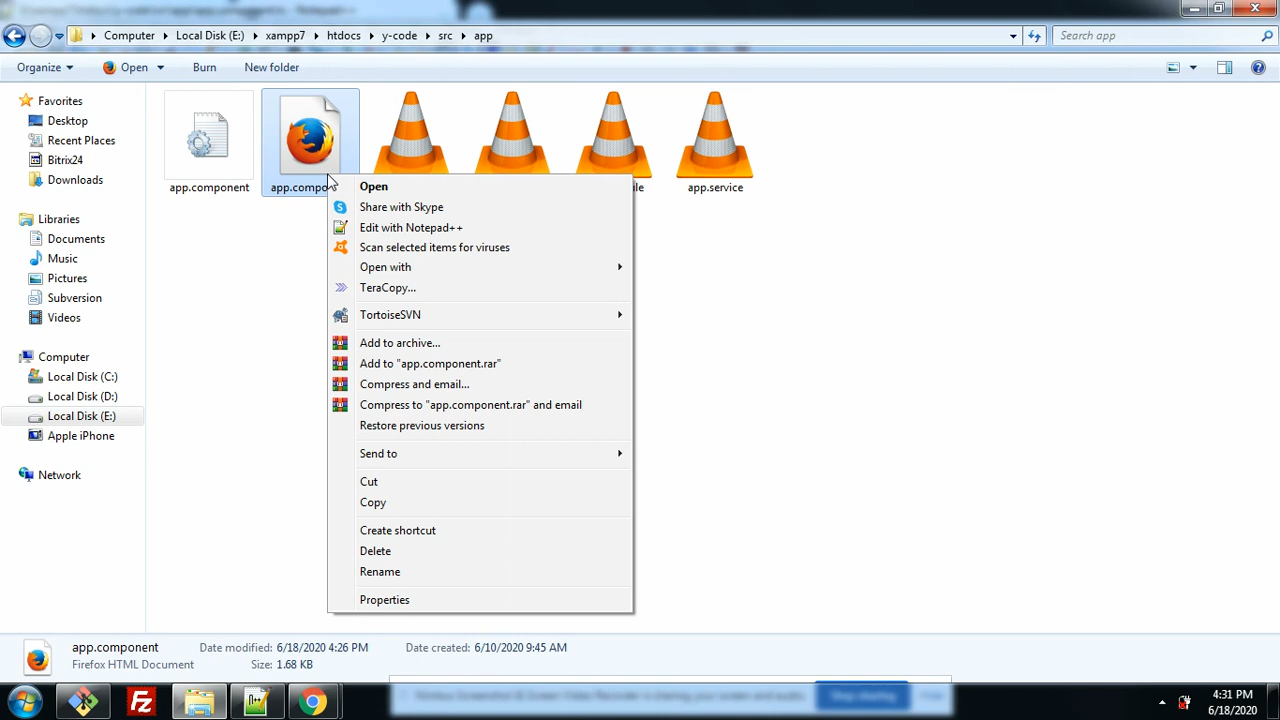 Computer Local Disk (E:) xampp7 htdocs y-code src app
Search app
Organize Open Burn New folder
Favorites
Desktop
Recent Places
Bitrix24
Downloads
Libraries
Documents
Music
Pictures
Subversion
Videos
Computer
Local Disk (C:)
Local Disk (D:)
Local Disk (E:)
Apple iPhone
Network
app.component
app.compo
le
app.service
Open
Share with Skype
Edit with Notepad++
Scan selected items for viruses
Open with
TeraCopy...
TortoiseSVN
Add to archive...
Add to "app.component.rar"
Compress and email...
Compress to "app.component.rar" and email
Restore previous versions
Send to
Cut
Copy
Create shortcut
Delete
Rename
Properties
app.component Date modified: 6/18/2020 4:26 PM Date created: 6/10/2020 9:45 AM
Firefox HTML Document Size: 1.68 KB
Stop sharing
4:31 PM
6/18/2020